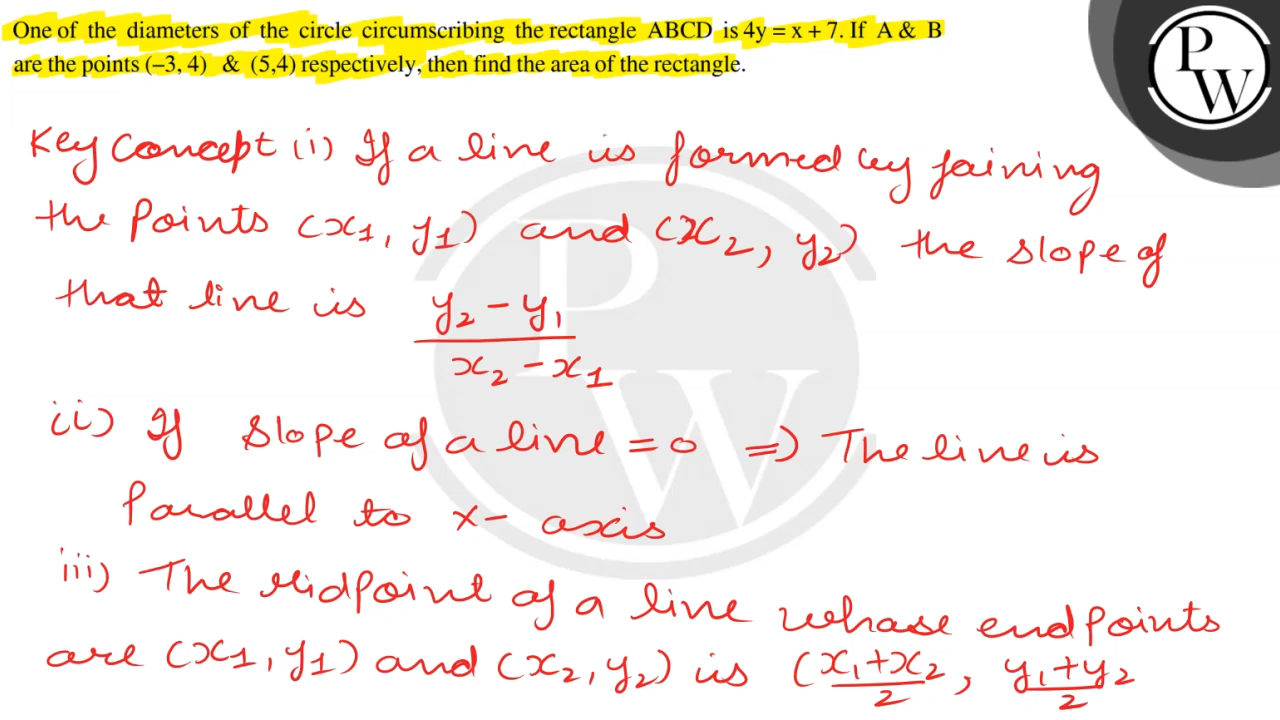 One of the diameters of the circle circumscribing the rectangle ABCD is 4y = x + 7. If A & B
are the points (–3, 4) & (5,4) respectively, then find the area of the rectangle.
P
W
Key Concept (i) If a line is formed by joining
the Points (x1, y1) and (x2, y2) the slope of
that line is y2 – y1 / x2 – x1
(ii) If slope of a line = 0 ⇒ The line is
Parallel to x- axis
iii) The Midpoint of a line whose endpoints
are (x1, y1) and (x2, y2) is (x1+x2/2, y1+y2/2